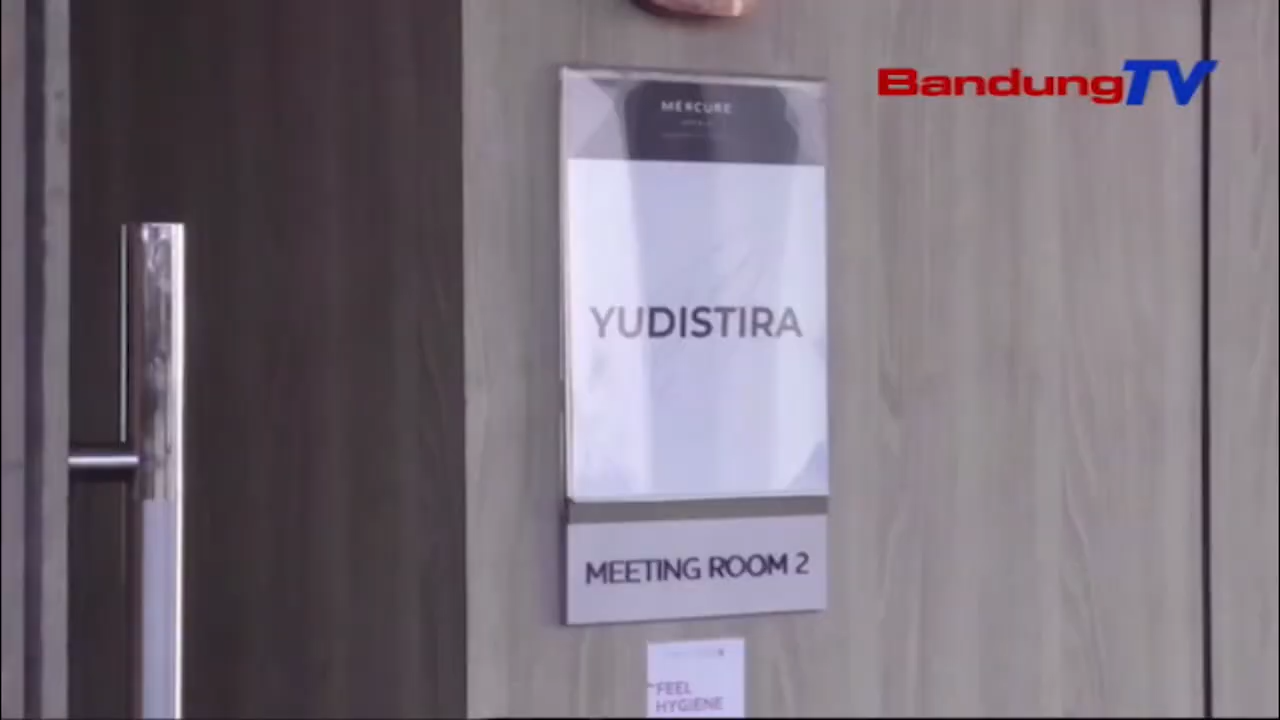 BandungTV
MERCURE
YUDISTIRA
MEETING ROOM 2
FEEL
HYGIENE